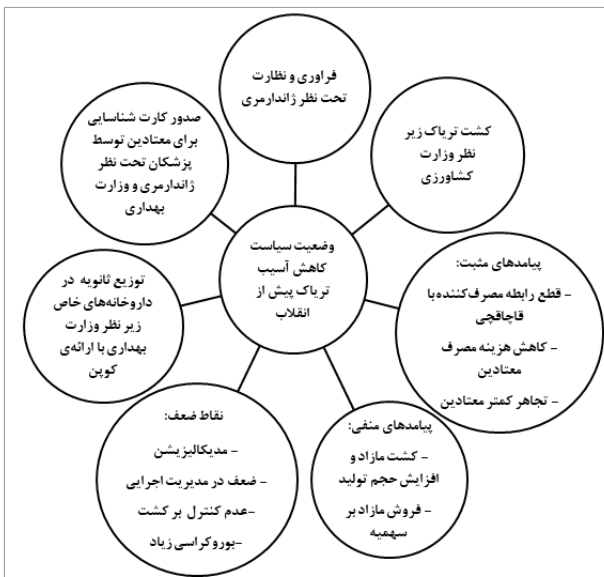 فراوری و نظارت
تحت نظر ژاندارمری
کشت تریاک زیر
نظر وزارت
کشاورزی
صدور کارت شناسایی
برای معتادین توسط
پزشکان تحت نظر
ژاندارمری و وزارت
بهداری
وضعیت سیاست
کاهش آسیب
تریاک پیش از
انقلاب
پیامدهای مثبت:
- قطع رابطه مصرف‌کننده با
قاچاقچی
- کاهش هزینه مصرف
معتادین
- تجاهر کمتر معتادین
توزیع ثانویه در
داروخانه‌های خاص
زیر نظر وزارت
بهداری با ارائه‌ی
کوپن
پیامدهای منفی:
- کشت مازاد و
افزایش حجم تولید
- فروش مازاد بر
سهمیه
نقاط ضعف:
- مدیکالیزیشن
- ضعف در مدیریت اجرایی
-عدم کنترل بر کشت
-بوروکراسی زیاد